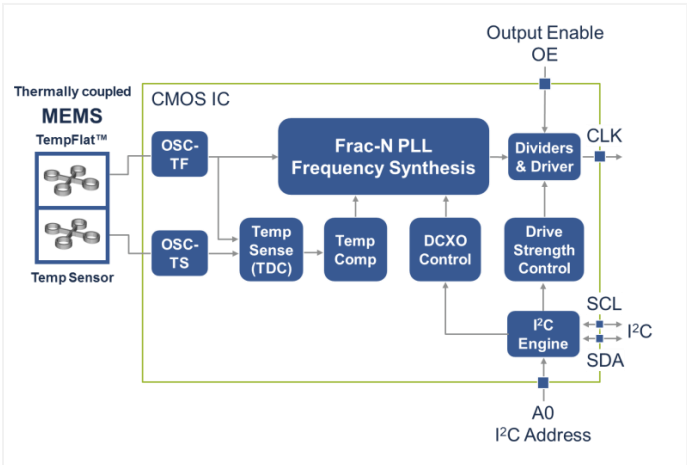 Output Enable
OE
Thermally coupled
MEMS
TempFlat™
CMOS IC
CLK
OSC-
TF
Frac-N PLL
Frequency Synthesis
Dividers
& Driver
OSC-
TS
Temp
Sense
(TDC)
Temp
Comp
DCXO
Control
Drive
Strength
Control
Temp Sensor
SCL
I²C
Engine
I²C
SDA
A0
I²C Address